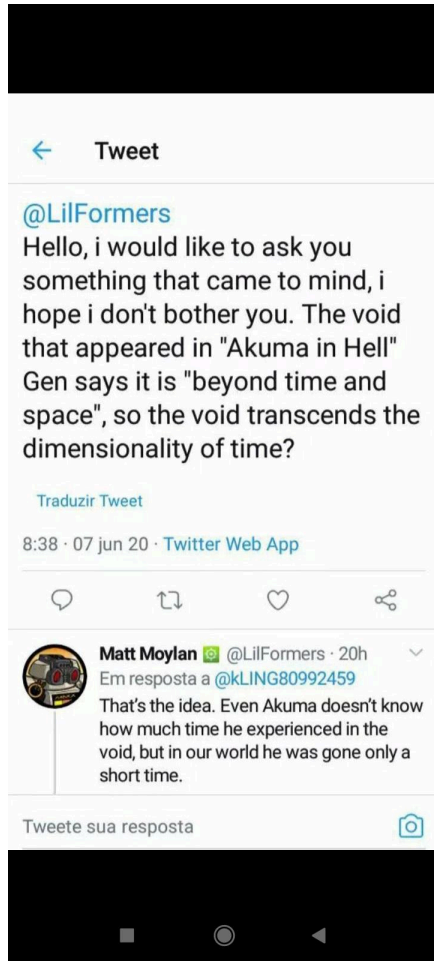 Tweet
@LilFormers
Hello, i would like to ask you
something that came to mind, i
hope i don't bother you. The void
that appeared in "Akuma in Hell"
Gen says it is "beyond time and
space", so the void transcends the
dimensionality of time?
Traduzir Tweet
8:38 · 07 jun 20 · Twitter Web App
Matt Moylan @LilFormers · 20h
Em resposta a @kLING80992459
That's the idea. Even Akuma doesn't know
how much time he experienced in the
void, but in our world he was gone only a
short time.
Tweete sua resposta